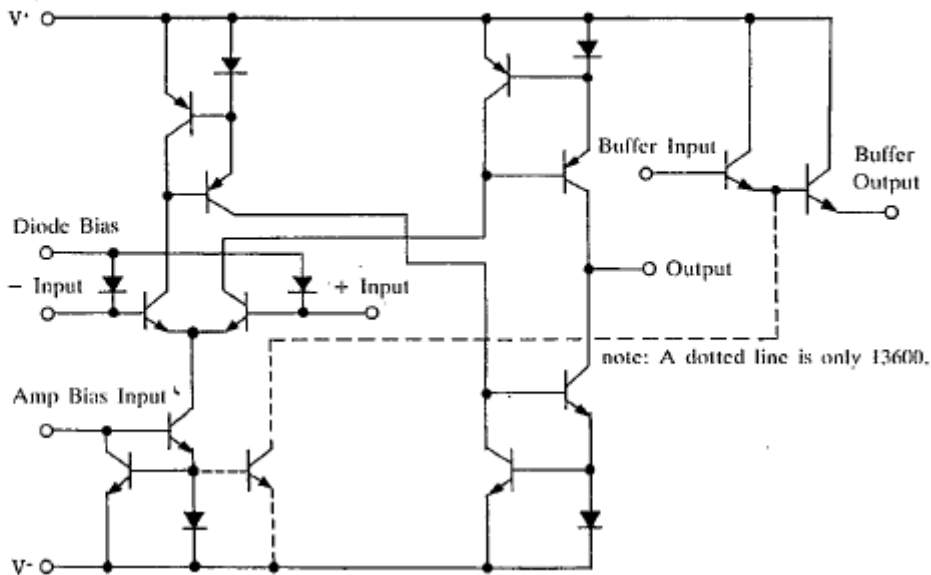 V+
Buffer Input
Buffer
Output
Diode Bias
− Input
+ Input
Output
note: A dotted line is only 13600.
Amp Bias Input
V-